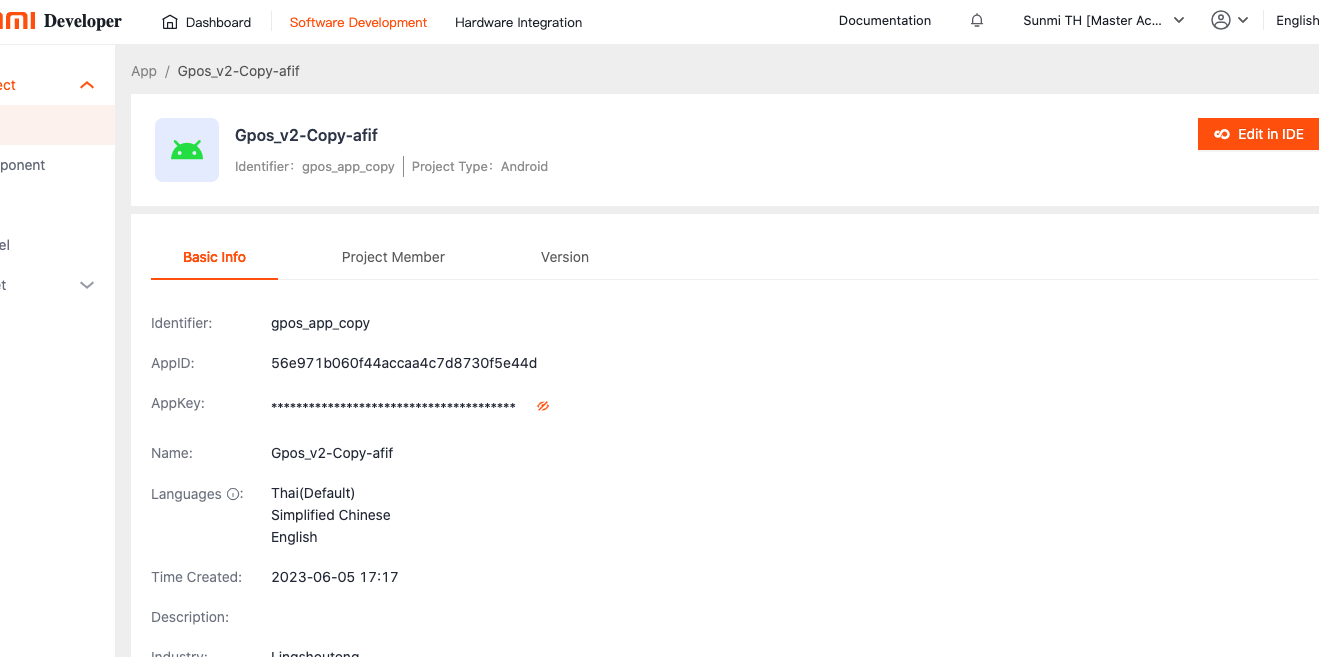 Developer
Dashboard
Software Development
Hardware Integration
Documentation
Sunmi TH [Master Ac...
English
ect
ponent
el
t
App / Gpos_v2-Copy-afif
Gpos_v2-Copy-afif
Identifier: gpos_app_copy | Project Type: Android
Edit in IDE
Basic Info
Project Member
Version
Identifier: gpos_app_copy
AppID: 56e971b060f44accaa4c7d8730f5e44d
AppKey: ***************************************
Name: Gpos_v2-Copy-afif
Languages : Thai(Default)
Simplified Chinese
English
Time Created: 2023-06-05 17:17
Description:
Industry: Lingshoutong